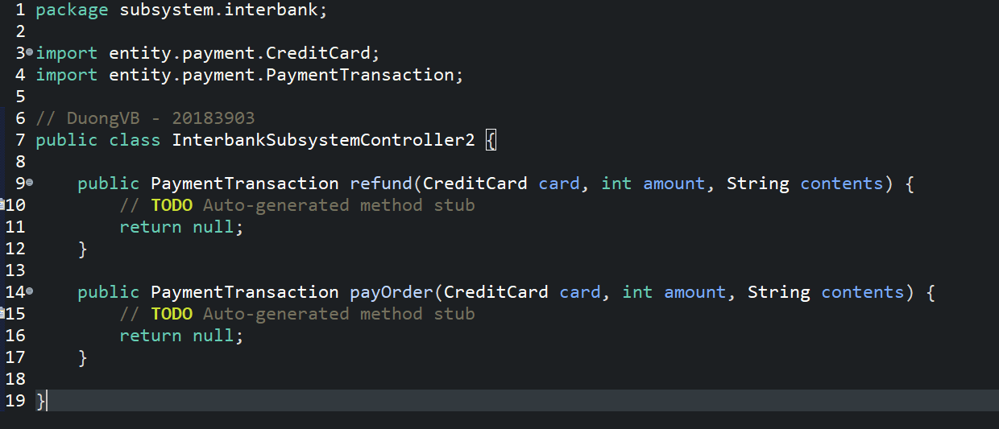 1 package subsystem.interbank;
2
3 import entity.payment.CreditCard;
4 import entity.payment.PaymentTransaction;
5
6 // DuongVB - 20183903
7 public class InterbankSubsystemController2 {
8
9     public PaymentTransaction refund(CreditCard card, int amount, String contents) {
10         // TODO Auto-generated method stub
11         return null;
12     }
13
14     public PaymentTransaction payOrder(CreditCard card, int amount, String contents) {
15         // TODO Auto-generated method stub
16         return null;
17     }
18
19 }